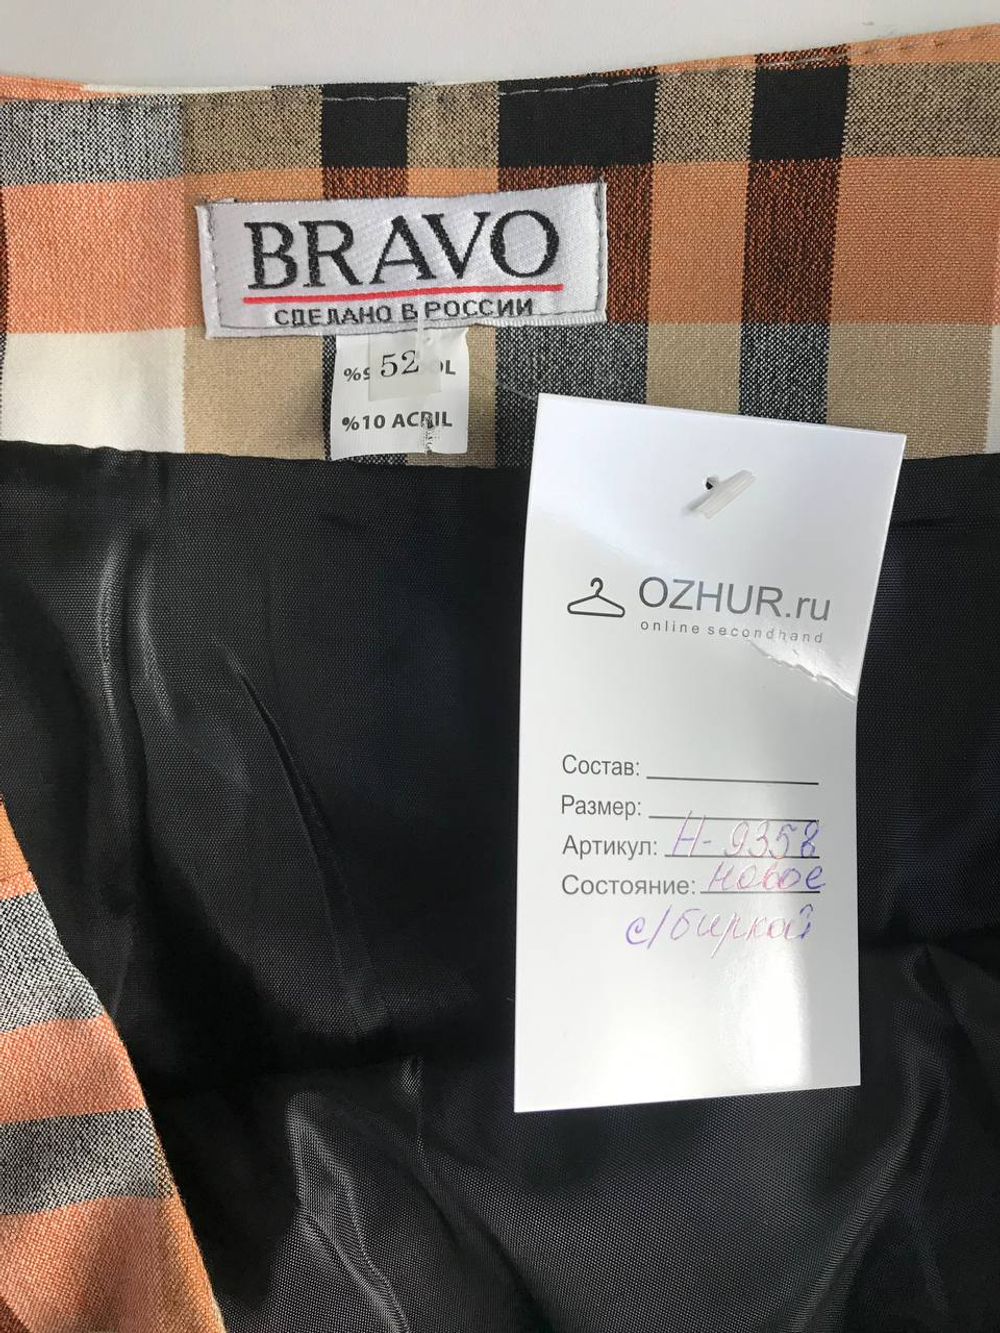 BRAVO
СДЕЛАНО В РОССИИ
52
%10 ACRIL
OZHUR.ru
online secondhand
Состав:
Размер:
Артикул: Н-9358
Состояние: новое
с/биркой